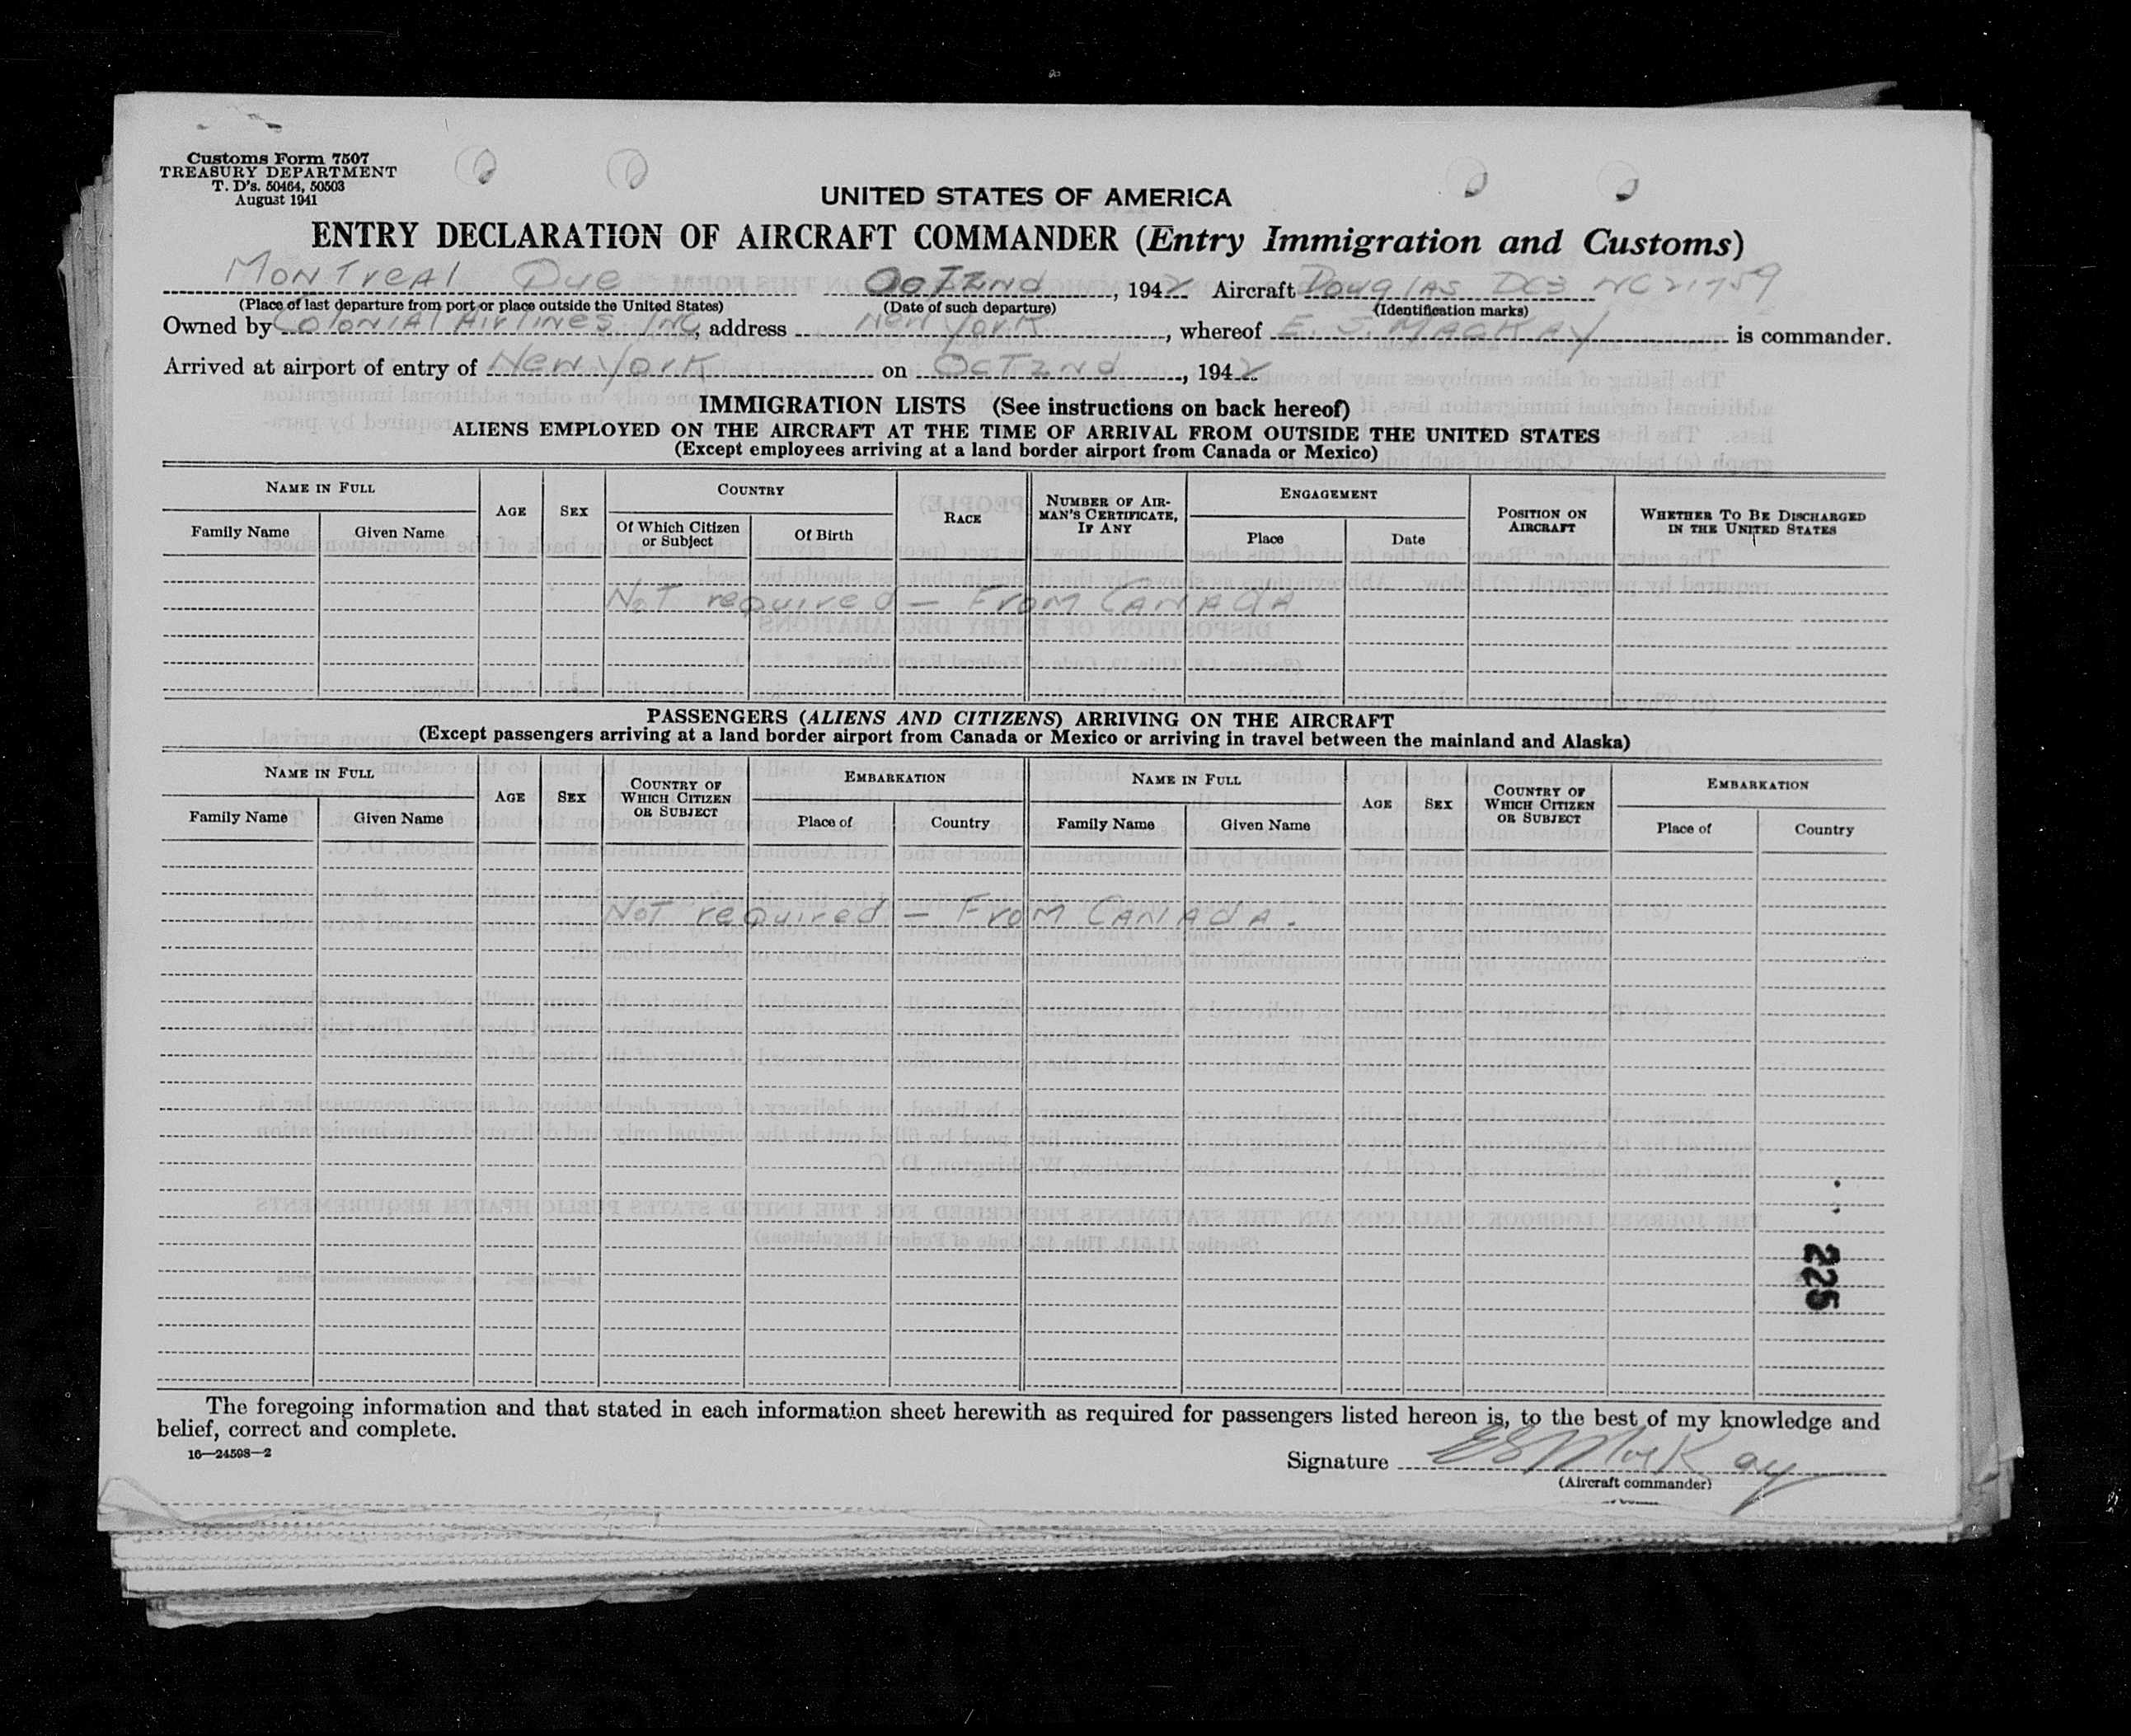 Customs Form 7507
TREASURY DEPARTMENT
T. D's. 50464, 50503
August 1941
UNITED STATES OF AMERICA
ENTRY DECLARATION OF AIRCRAFT COMMANDER (Entry Immigration and Customs)
Montreal Que Oct 2nd, 1942 Aircraft Douglas DC3 NC21759
(Place of last departure from port or place outside the United States) (Date of such departure) (Identification marks)
Owned by Colonial Airlines Inc, address New York, whereof E. S. MacKay is commander.
Arrived at airport of entry of New York on Oct 2nd, 1942
IMMIGRATION LISTS (See instructions on back hereof)
ALIENS EMPLOYED ON THE AIRCRAFT AT THE TIME OF ARRIVAL FROM OUTSIDE THE UNITED STATES
(Except employees arriving at a land border airport from Canada or Mexico)
NAME IN FULL AGE SEX COUNTRY RACE NUMBER OF AIRMAN'S CERTIFICATE, IF ANY ENGAGEMENT POSITION ON AIRCRAFT WHETHER TO BE DISCHARGED IN THE UNITED STATES
Family Name Given Name Of Which Citizen or Subject Of Birth Place Date
Not required - From Canada
PASSENGERS (ALIENS AND CITIZENS) ARRIVING ON THE AIRCRAFT
(Except passengers arriving at a land border airport from Canada or Mexico or arriving in travel between the mainland and Alaska)
NAME IN FULL AGE SEX COUNTRY OF WHICH CITIZEN OR SUBJECT EMBARKATION NAME IN FULL AGE SEX COUNTRY OF WHICH CITIZEN OR SUBJECT EMBARKATION
Family Name Given Name Place of Country Family Name Given Name Place of Country
Not required - From Canada.
225
The foregoing information and that stated in each information sheet herewith as required for passengers listed hereon is, to the best of my knowledge and
belief, correct and complete.
16—24598-2
Signature E S MacKay
(Aircraft commander)